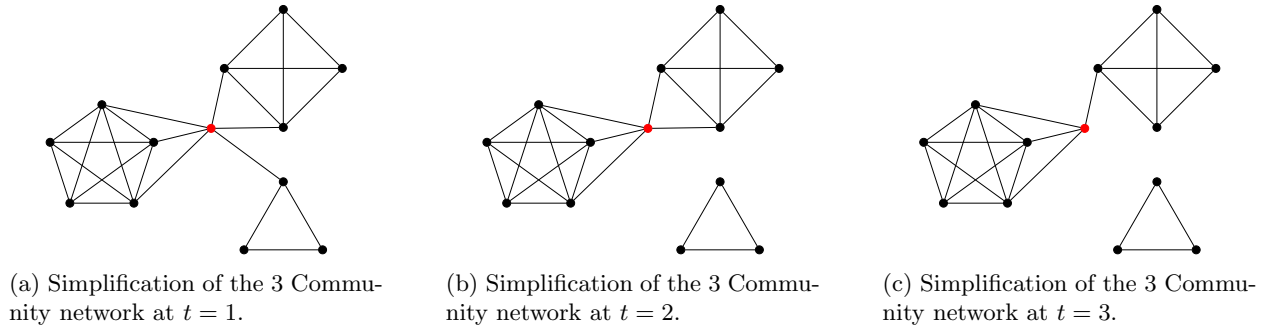 (a) Simplification of the 3 Commu-
nity network at t = 1.
(b) Simplification of the 3 Commu-
nity network at t = 2.
(c) Simplification of the 3 Commu-
nity network at t = 3.